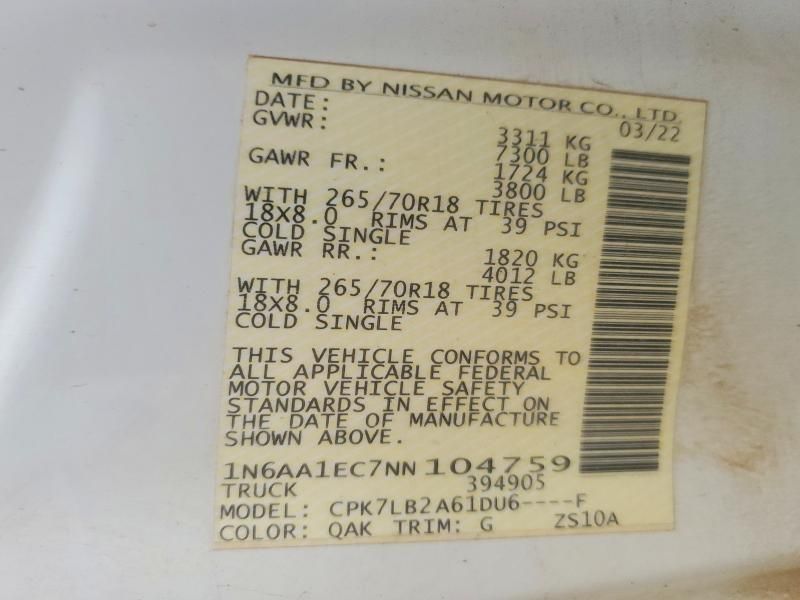 MFD BY NISSAN MOTOR CO., LTD.
DATE: 03/22
GVWR: 3311 KG
7300 LB
GAWR FR.: 1724 KG
3800 LB
WITH 265/70R18 TIRES
18X8.0 RIMS AT 39 PSI
COLD SINGLE
GAWR RR.: 1820 KG
4012 LB
WITH 265/70R18 TIRES
18X8.0 RIMS AT 39 PSI
COLD SINGLE
THIS VEHICLE CONFORMS TO
ALL APPLICABLE FEDERAL
MOTOR VEHICLE SAFETY
STANDARDS IN EFFECT ON
THE DATE OF MANUFACTURE
SHOWN ABOVE.
1N6AA1EC7NN104759
TRUCK 394905
MODEL: CPK7LB2A61DU6----F
COLOR: QAK TRIM: G ZS10A